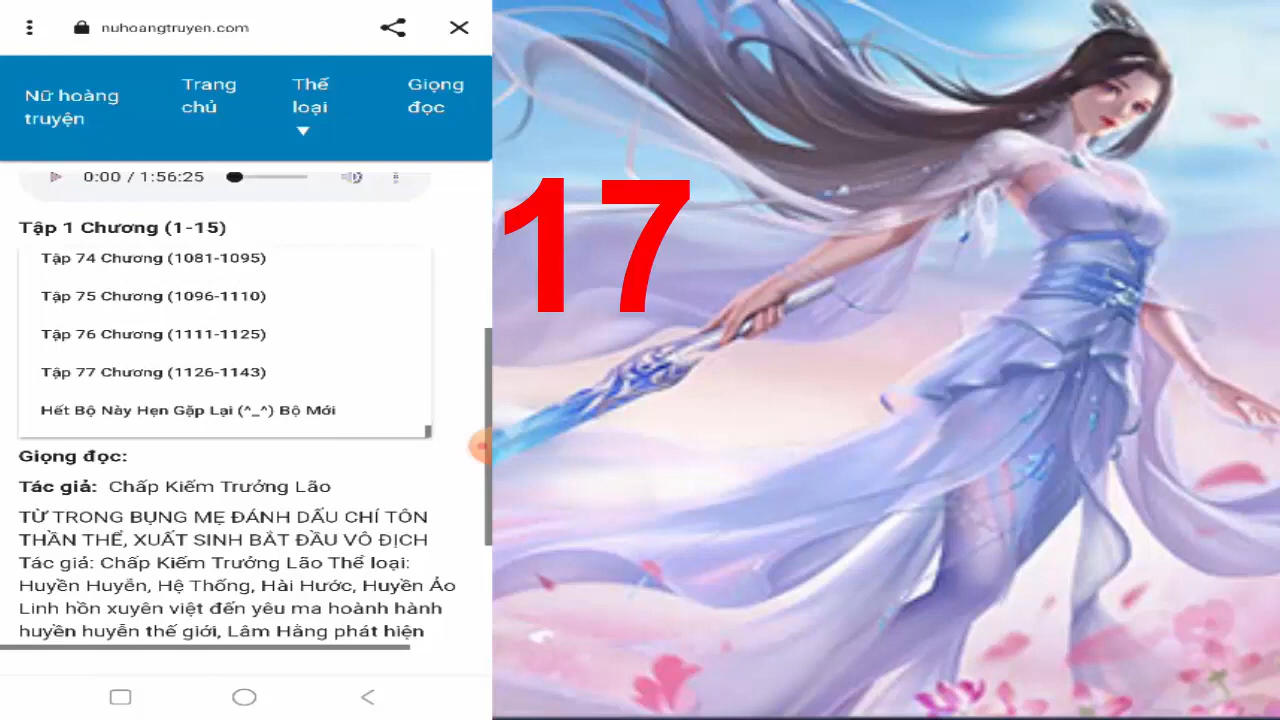 nuhoangtruyen.com
Nữ hoàng
truyện
Trang
chủ
Thể
loại
▼
Giọng
đọc
0:00 / 1:56:25
Tập 1 Chương (1-15)
Tập 74 Chương (1081-1095)
Tập 75 Chương (1096-1110)
Tập 76 Chương (1111-1125)
Tập 77 Chương (1126-1143)
Hết Bộ Này Hẹn Gặp Lại (^_^) Bộ Mới
Giọng đọc:
Tác giả: Chấp Kiếm Trưởng Lão
TỪ TRONG BỤNG MẸ ĐÁNH DẤU CHÍ TÔN
THẦN THỂ, XUẤT SINH BẮT ĐẦU VÔ ĐỊCH
Tác giả: Chấp Kiếm Trưởng Lão Thể loại:
Huyền Huyễn, Hệ Thống, Hài Hước, Huyền Ảo
Linh hồn xuyên việt đến yêu ma hoành hành
huyền huyễn thế giới, Lâm Hằng phát hiện
17